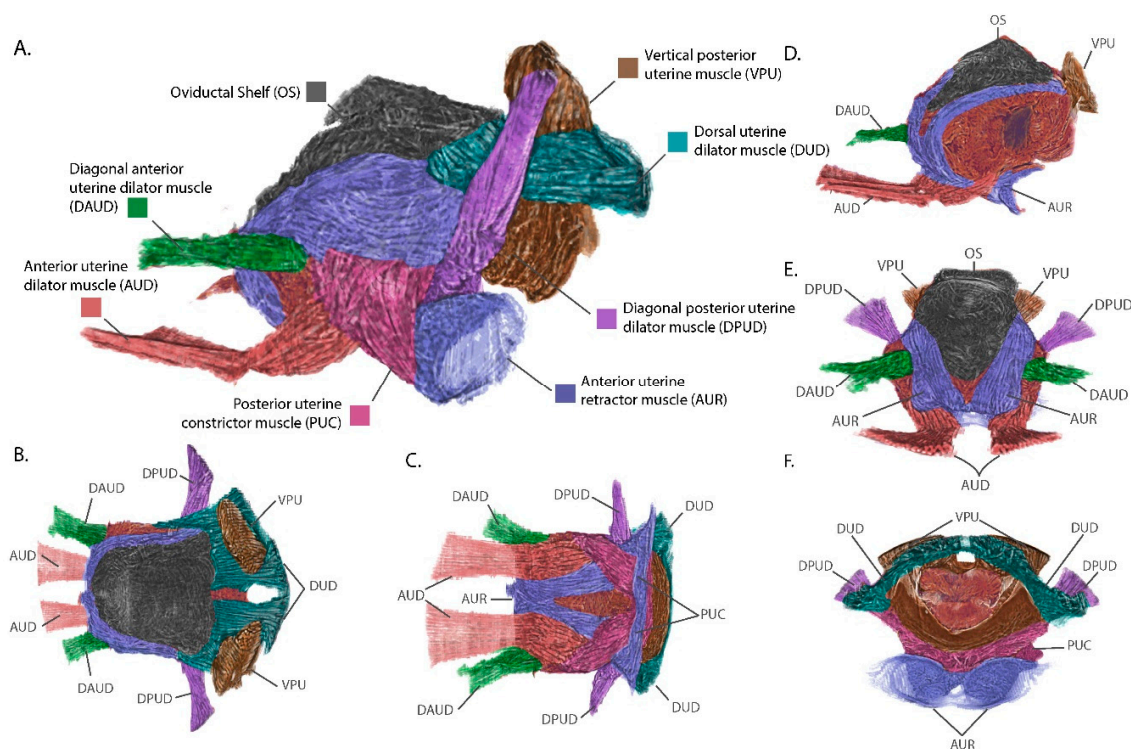 A.
Oviductal Shelf (OS)
Vertical posterior
uterine muscle (VPU)
Dorsal uterine
dilator muscle (DUD)
Diagonal anterior
uterine dilator muscle
(DAUD)
Anterior uterine
dilator muscle (AUD)
Diagonal posterior uterine
dilator muscle (DPUD)
Anterior uterine
retractor muscle (AUR)
Posterior uterine
constrictor muscle (PUC)
D.
OS
VPU
DAUD
AUD
AUR
E.
OS
VPU
VPU
DPUD
DPUD
DAUD
DAUD
AUR
AUR
AUD
B.
DPUD
DAUD
VPU
AUD
DUD
AUD
DAUD
VPU
DPUD
C.
DPUD
DAUD
DUD
AUD
AUR
PUC
DAUD
DPUD
DUD
F.
VPU
DUD
DUD
DPUD
DPUD
PUC
AUR